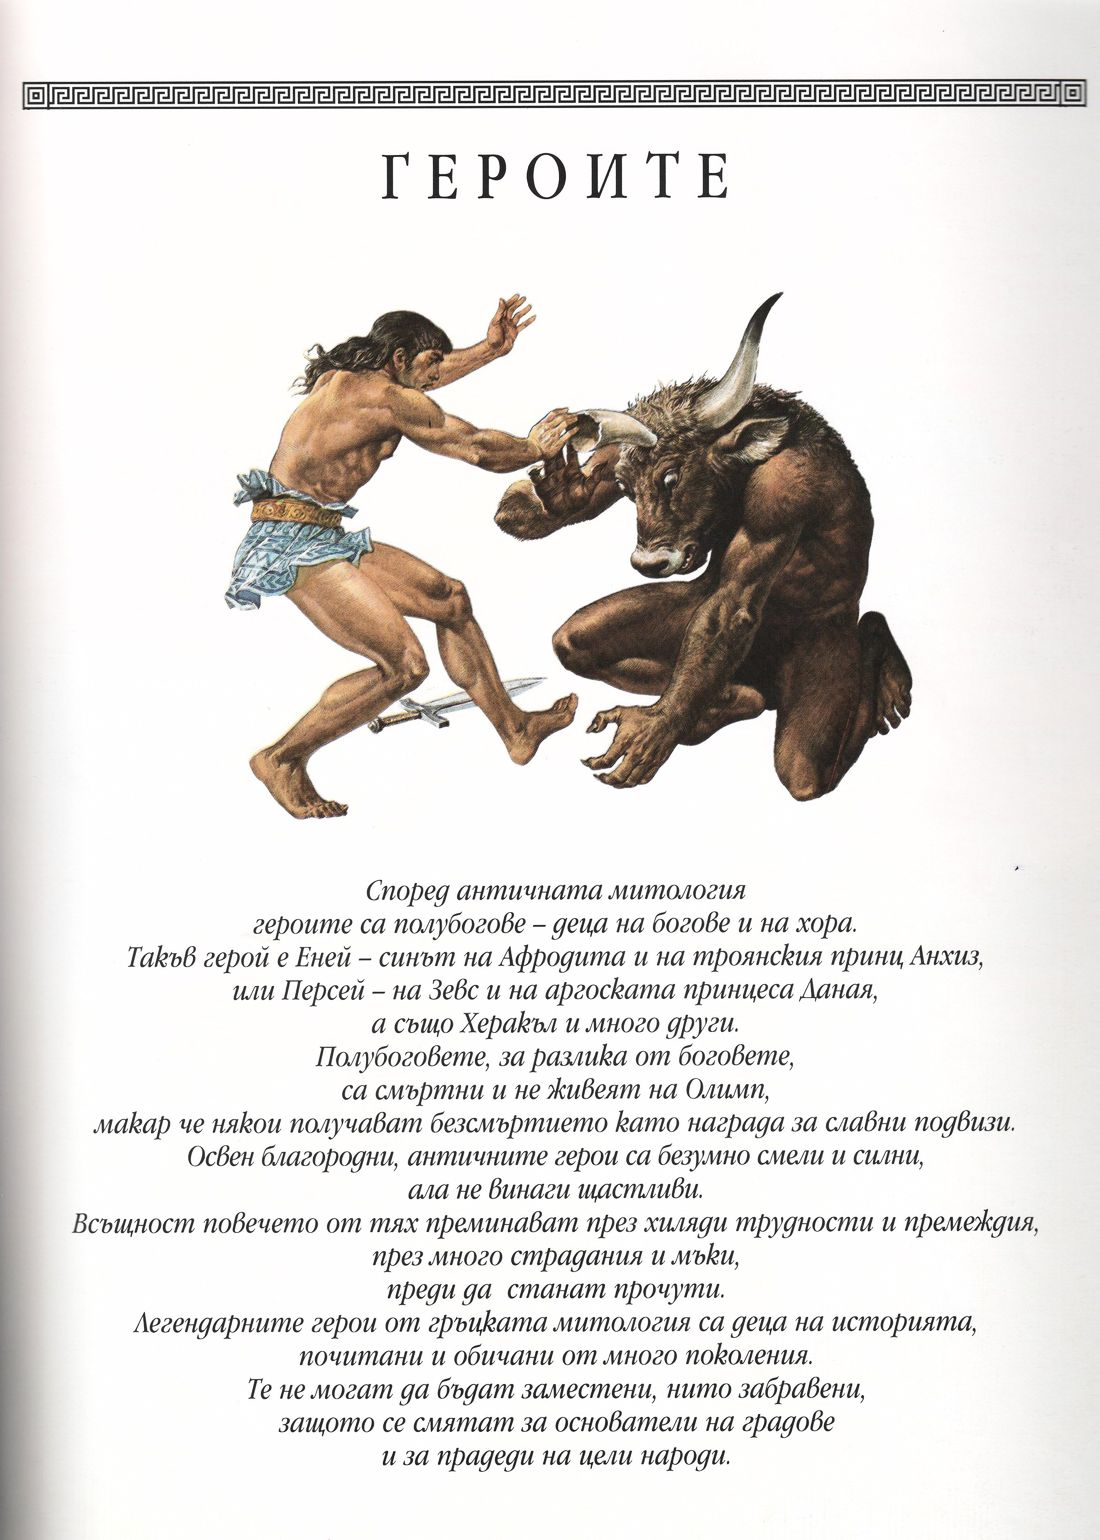 ГЕРОИТЕ
Според античната митология
героите са полубогове – деца на богове и на хора.
Такъв герой е Еней – синът на Афродита и на троянския принц Анхиз,
или Персей – на Зевс и на аргоската принцеса Даная,
а също Херакъл и много други.
Полубоговете, за разлика от боговете,
са смъртни и не живеят на Олимп,
макар че някои получават безсмъртието като награда за славни подвизи.
Освен благородни, античните герои са безумно смели и силни,
ала не винаги щастливи.
Всъщност повечето от тях преминават през хиляди трудности и премеждия,
през много страдания и мъки,
преди да станат прочути.
Легендарните герои от гръцката митология са деца на историята,
почитани и обичани от много поколения.
Те не могат да бъдат заместени, нито забравени,
защото се смятат за основатели на градове
и за прадеди на цели народи.